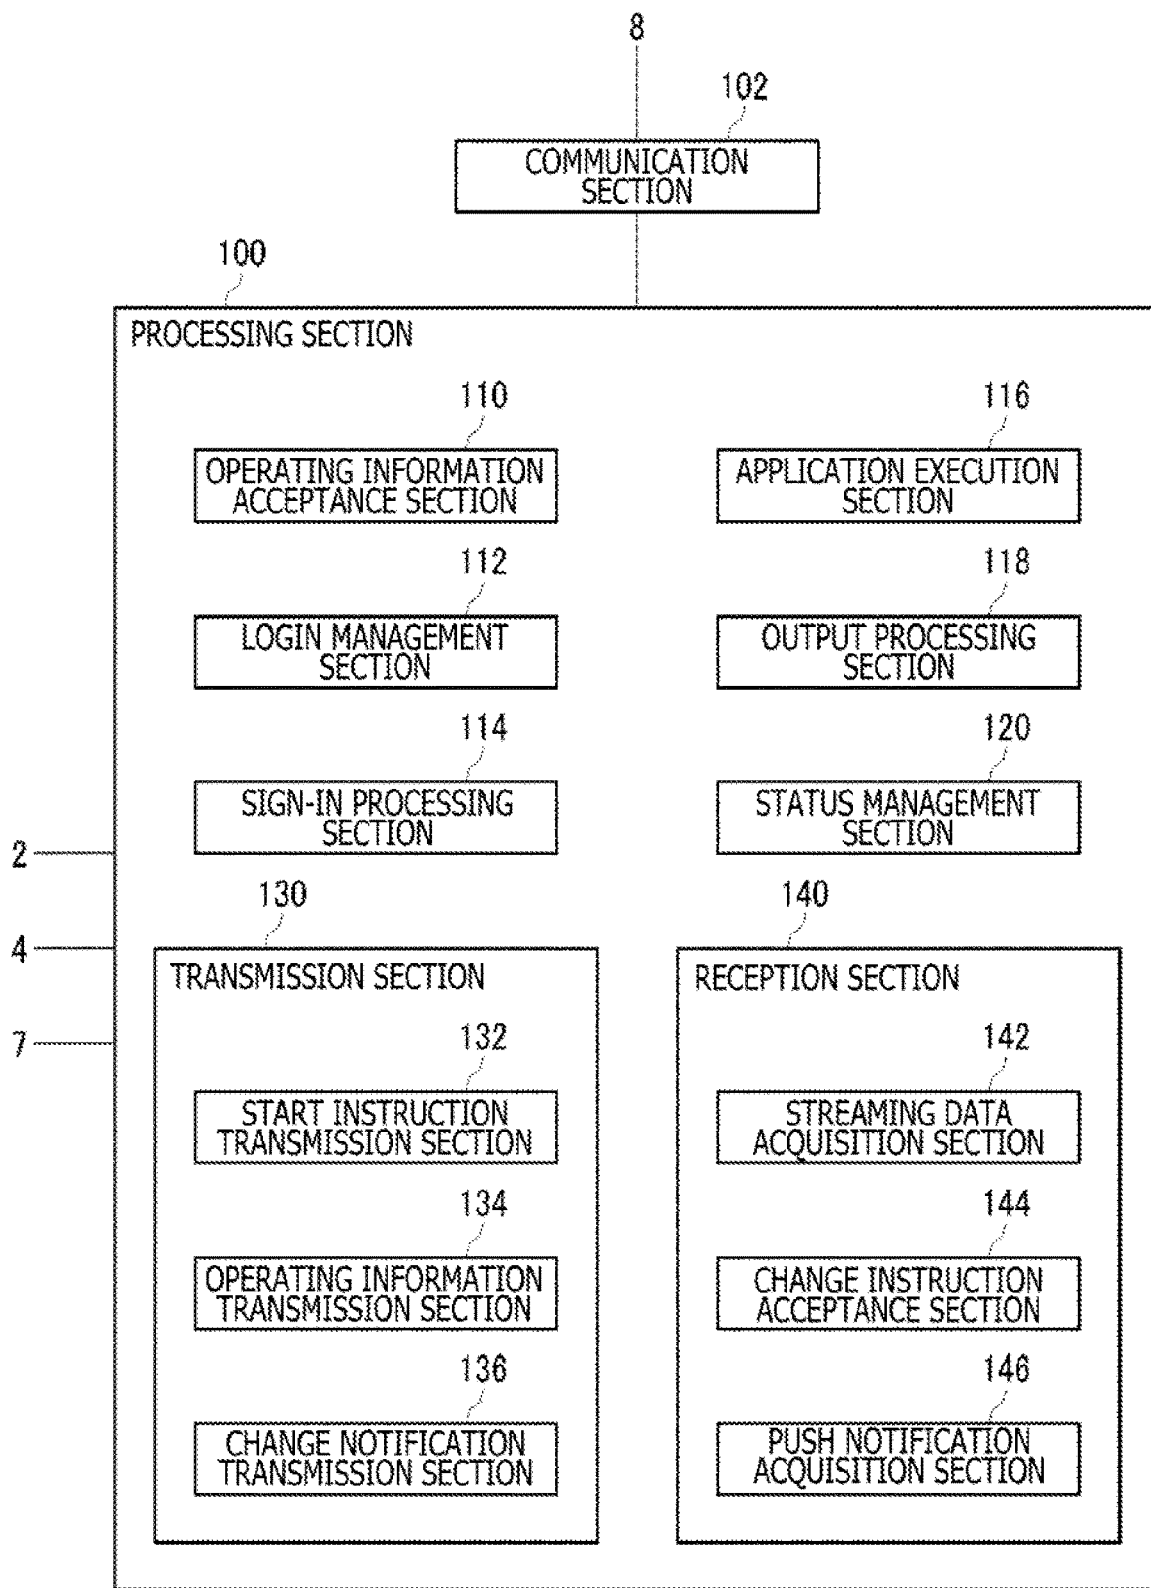 8
102
COMMUNICATION
SECTION
100
PROCESSING SECTION
110
OPERATING INFORMATION
ACCEPTANCE SECTION
116
APPLICATION EXECUTION
SECTION
112
LOGIN MANAGEMENT
SECTION
118
OUTPUT PROCESSING
SECTION
114
SIGN-IN PROCESSING
SECTION
120
STATUS MANAGEMENT
SECTION
2
4
7
130
TRANSMISSION SECTION
132
START INSTRUCTION
TRANSMISSION SECTION
134
OPERATING INFORMATION
TRANSMISSION SECTION
136
CHANGE NOTIFICATION
TRANSMISSION SECTION
140
RECEPTION SECTION
142
STREAMING DATA
ACQUISITION SECTION
144
CHANGE INSTRUCTION
ACCEPTANCE SECTION
146
PUSH NOTIFICATION
ACQUISITION SECTION